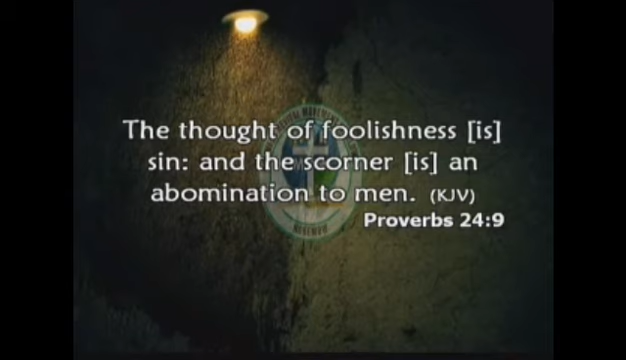 The thought of foolishness [is]
sin: and the scorner [is] an
abomination to men. (KJV)
Proverbs 24:9